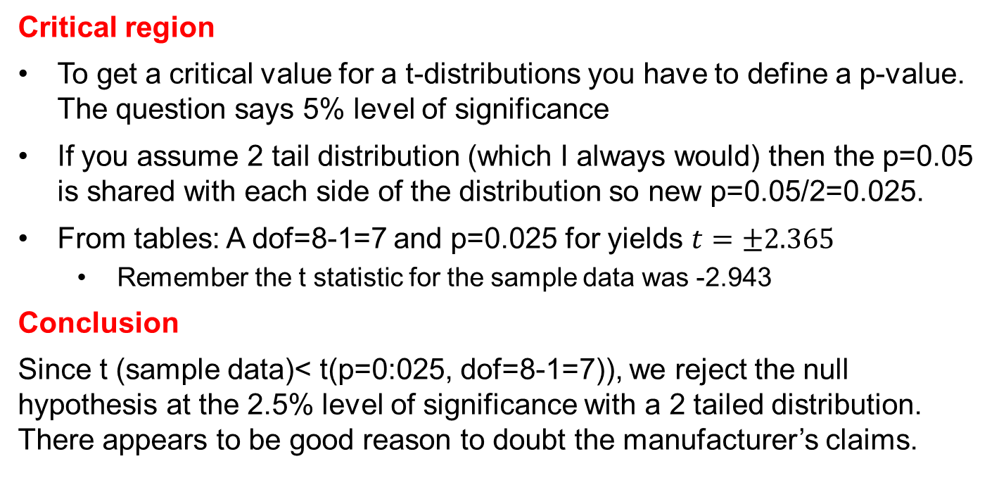 Critical region
• To get a critical value for a t-distributions you have to define a p-value.
The question says 5% level of significance
• If you assume 2 tail distribution (which I always would) then the p=0.05
is shared with each side of the distribution so new p=0.05/2=0.025.
• From tables: A dof=8-1=7 and p=0.025 for yields 𝑡 = ±2.365
• Remember the t statistic for the sample data was -2.943
Conclusion
Since t (sample data)< t(p=0:025, dof=8-1=7)), we reject the null
hypothesis at the 2.5% level of significance with a 2 tailed distribution.
There appears to be good reason to doubt the manufacturer’s claims.